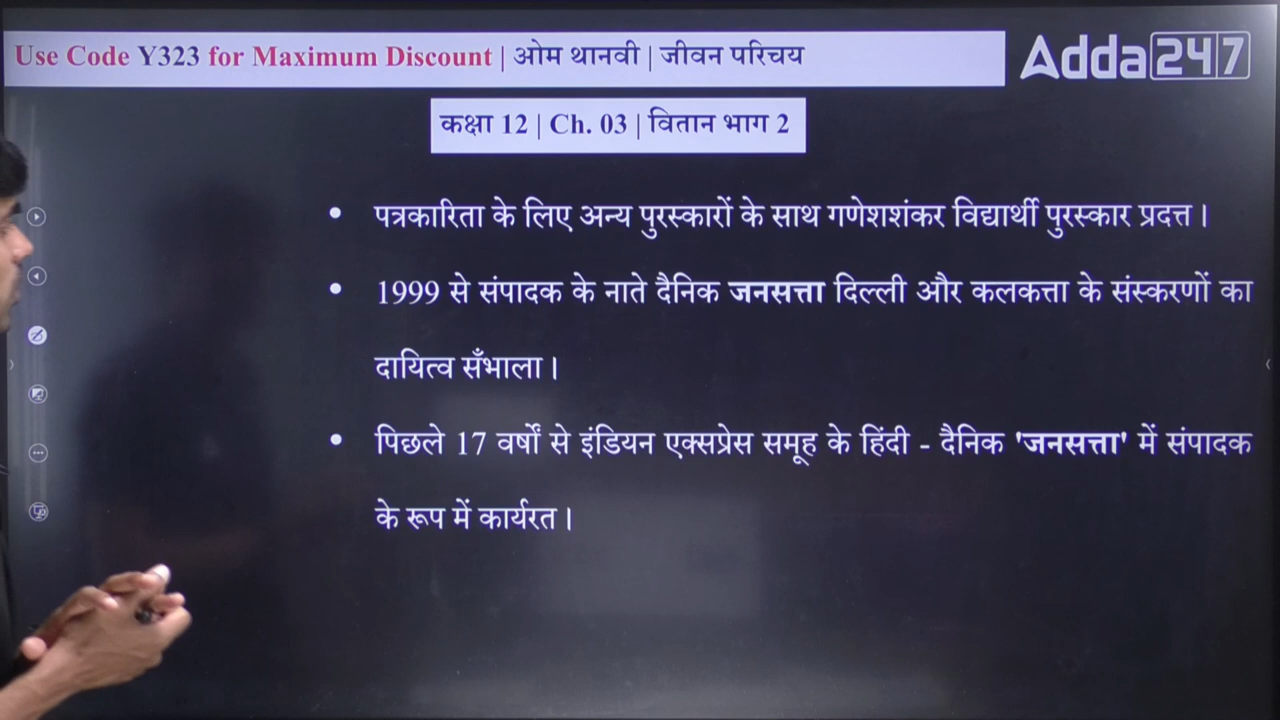 Use Code Y323 for Maximum Discount | ओम थानवी | जीवन परिचय
Adda247
कक्षा 12 | Ch. 03 | वितान भाग 2
• पत्रकारिता के लिए अन्य पुरस्कारों के साथ गणेशशंकर विद्यार्थी पुरस्कार प्रदत्त।
• 1999 से संपादक के नाते दैनिक जनसत्ता दिल्ली और कलकत्ता के संस्करणों का
दायित्व सँभाला।
• पिछले 17 वर्षों से इंडियन एक्सप्रेस समूह के हिंदी - दैनिक 'जनसत्ता' में संपादक
के रूप में कार्यरत।